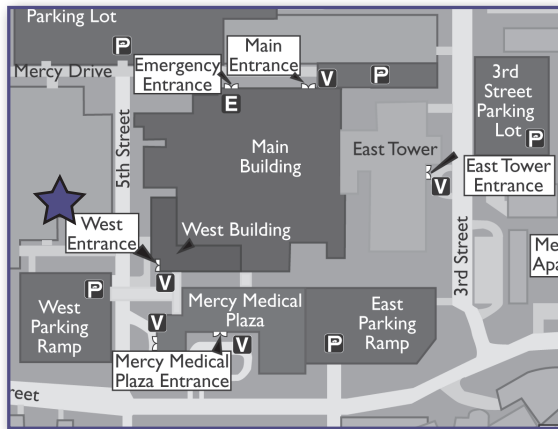 Parking Lot
P
Mercy Drive
Emergency
Entrance
Main
Entrance
V
P
E
3rd
Street
Parking
Lot
P
5th Street
Main
Building
East Tower
V
East Tower
Entrance
3rd Street
West
Entrance
West Building
V
P
West
Parking
Ramp
V
Mercy Medical
Plaza
V
Mercy Medical
Plaza Entrance
East
Parking
Ramp
P